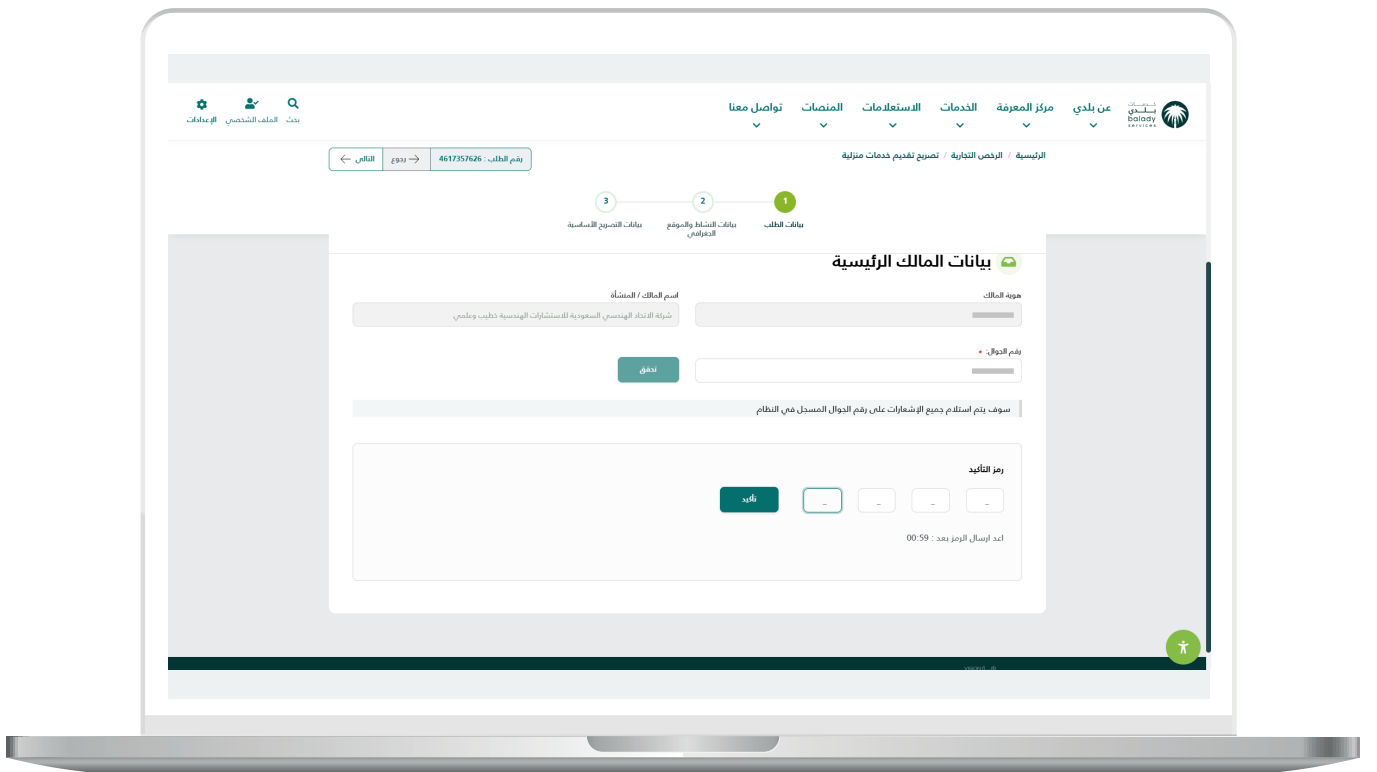 خدمات
بلدي
balady
services
عن بلدي
مركز المعرفة
الخدمات
الاستعلامات
المنصات
تواصل معنا
بحث
الملف الشخصي
الإعدادات
الرئيسية / الرخص التجارية / تصريح تقديم خدمات منزلية
رقم الطلب : 4617357626
رجوع
التالي
1
2
3
بيانات الطلب
بيانات النشاط والموقع
الجغرافي
بيانات التصريح الأساسية
بيانات المالك الرئيسية
هوية المالك
اسم المالك / المنشأة
شركة الاتحاد الهندسي السعودية للاستشارات الهندسية خطيب وعلمي
رقم الجوال: *
تحقق
سوف يتم استلام جميع الإشعارات على رقم الجوال المسجل في النظام
رمز التأكيد
_ _ _ _
تأكيد
اعد ارسال الرمز بعد : 00:59